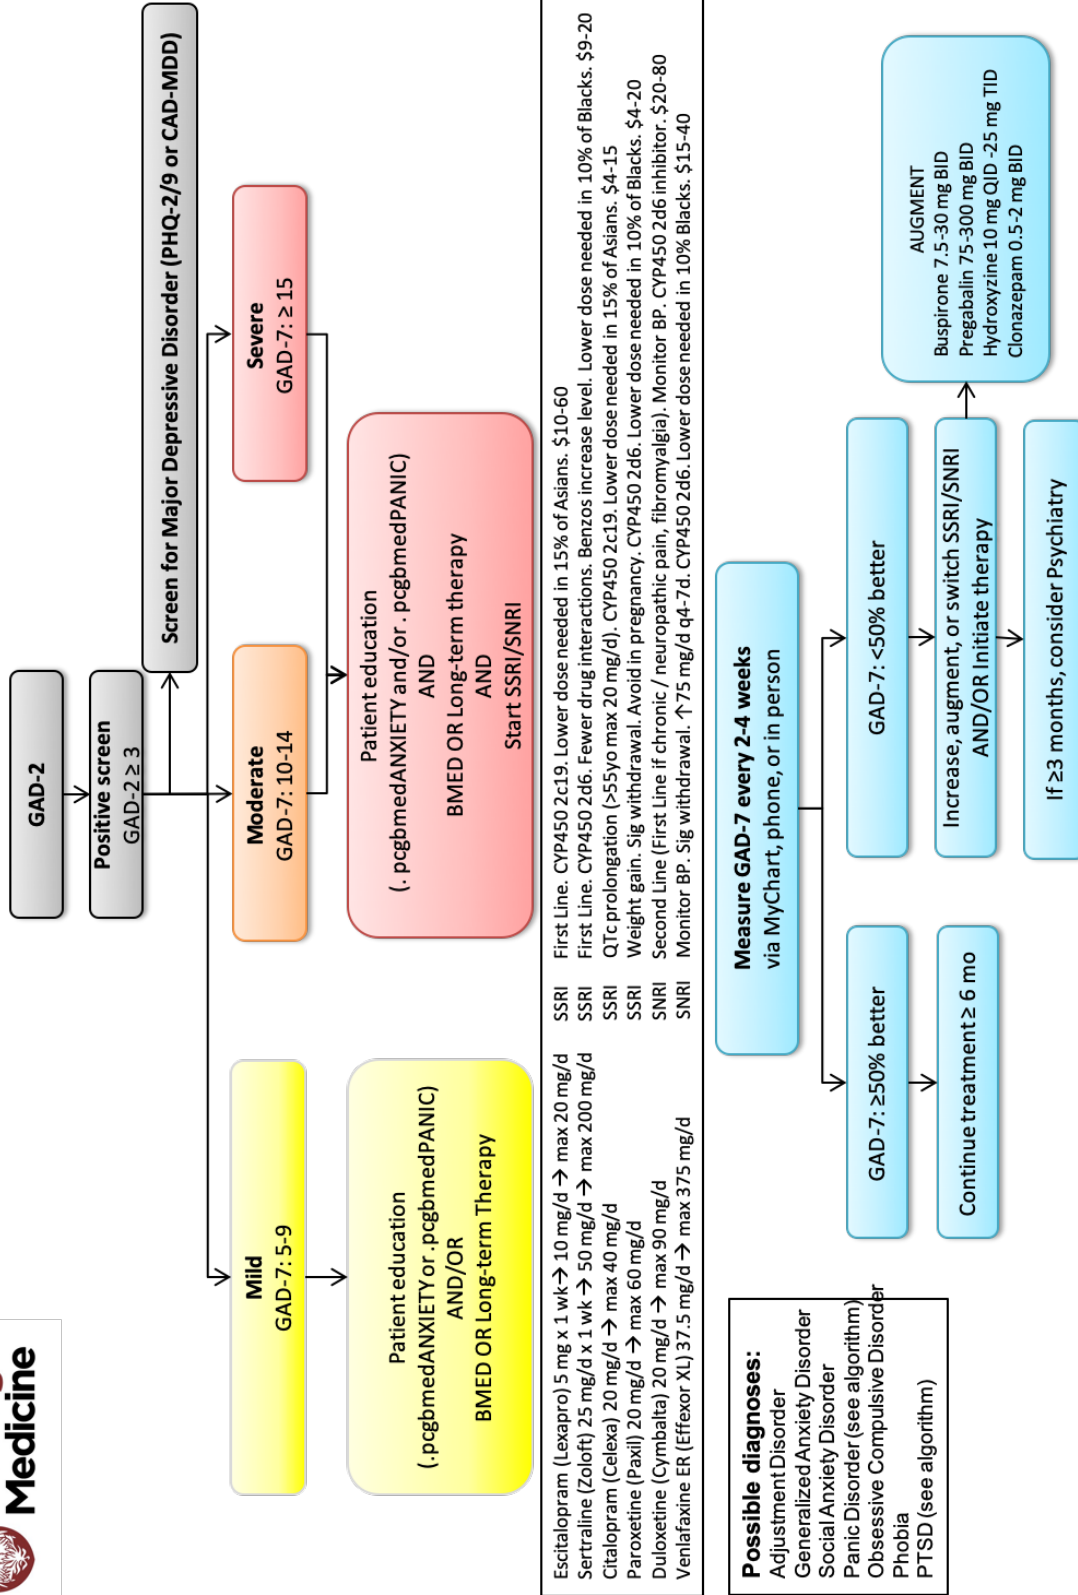 Medicine
GAD-2
Positive screen
GAD-2 ≥ 3
Screen for Major Depressive Disorder (PHQ-2/9 or CAD-MDD)
Mild
GAD-7: 5-9
Moderate
GAD-7: 10-14
Severe
GAD-7: ≥ 15
Patient education
(.pcgbmedANXIETY or .pcgbmedPANIC)
AND/OR
BMED OR Long-term Therapy
Patient education
(. pcgbmedANXIETY and/or . pcgbmedPANIC)
AND
BMED OR Long-term therapy
AND
Start SSRI/SNRI
Escitalopram (Lexapro) 5 mg x 1 wk→ 10 mg/d → max 20 mg/d SSRI First Line. CYP450 2c19. Lower dose needed in 15% of Asians. $10-60
Sertraline (Zoloft) 25 mg/d x 1 wk → 50 mg/d → max 200 mg/d SSRI First Line. CYP450 2d6. Fewer drug interactions. Benzos increase level. Lower dose needed in 10% of Blacks. $9-20
Citalopram (Celexa) 20 mg/d → max 40 mg/d SSRI QTc prolongation (>55yo max 20 mg/d). CYP450 2c19. Lower dose needed in 15% of Asians. $4-15
Paroxetine (Paxil) 20 mg/d → max 60 mg/d SSRI Weight gain. Sig withdrawal. Avoid in pregnancy. CYP450 2d6. Lower dose needed in 10% of Blacks. $4-20
Duloxetine (Cymbalta) 20 mg/d → max 90 mg/d SNRI Second Line (First Line if chronic / neuropathic pain, fibromyalgia). Monitor BP. CYP450 2d6 inhibitor. $20-80
Venlafaxine ER (Effexor XL) 37.5 mg/d → max 375 mg/d SNRI Monitor BP. Sig withdrawal. ↑75 mg/d q4-7d. CYP450 2d6. Lower dose needed in 10% Blacks. $15-40
Measure GAD-7 every 2-4 weeks
via MyChart, phone, or in person
GAD-7: ≥50% better
Continue treatment ≥ 6 mo
GAD-7: <50% better
Increase, augment, or switch SSRI/SNRI
AND/OR Initiate therapy
If ≥3 months, consider Psychiatry
AUGMENT
Buspirone 7.5-30 mg BID
Pregabalin 75-300 mg BID
Hydroxyzine 10 mg QID -25 mg TID
Clonazepam 0.5-2 mg BID
Possible diagnoses:
Adjustment Disorder
Generalized Anxiety Disorder
Social Anxiety Disorder
Panic Disorder (see algorithm)
Obsessive Compulsive Disorder
Phobia
PTSD (see algorithm)